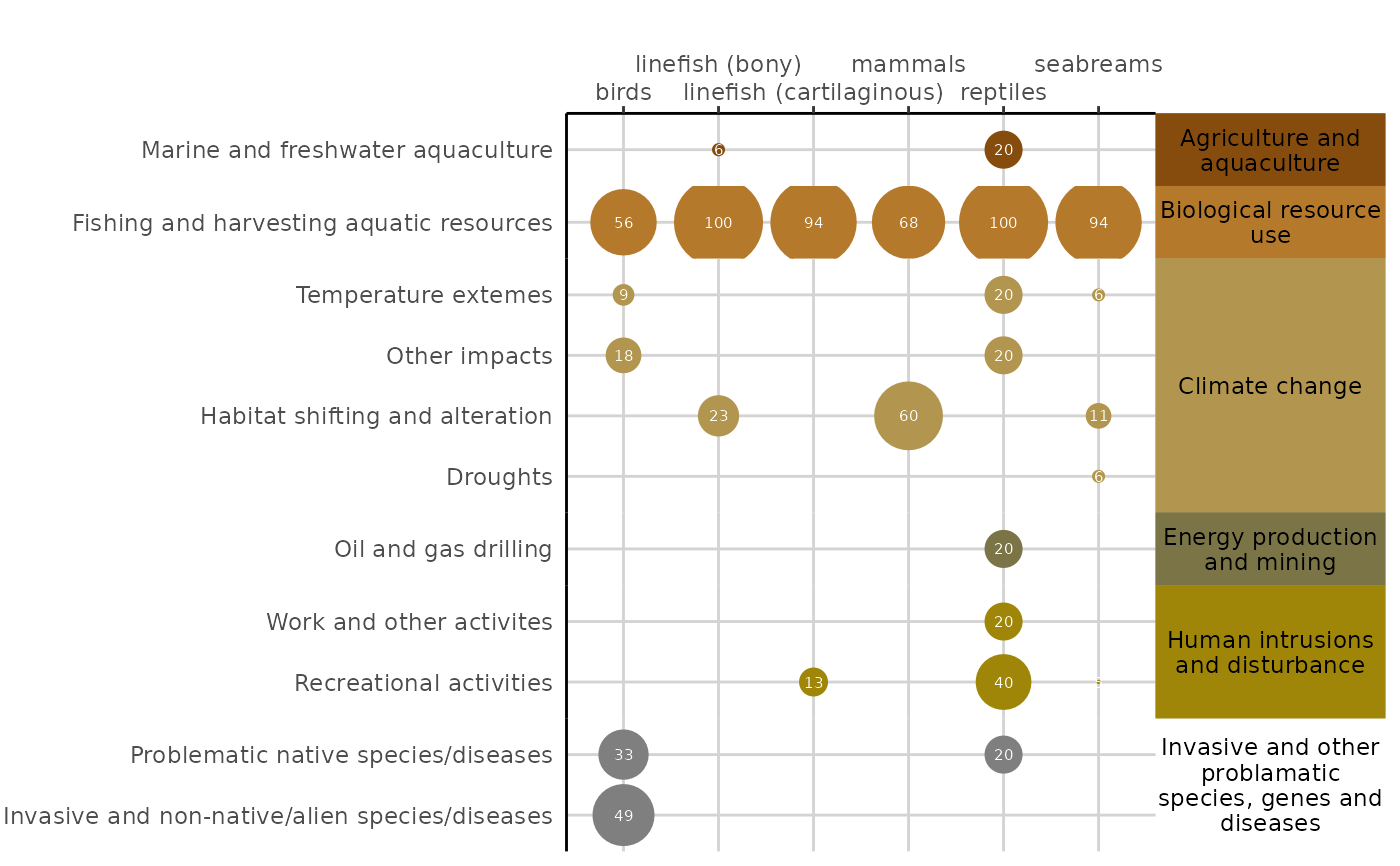 linefish (bony) mammals seabreams
birds linefish (cartilaginous) reptiles
Marine and freshwater aquaculture 6 20 Agriculture and
aquaculture
Fishing and harvesting aquatic resources 56 100 94 68 100 94 Biological resource
use
Temperature extemes 9 20 6
Other impacts 18 20
Climate change
Habitat shifting and alteration 23 60 11
Droughts 6
Oil and gas drilling 20 Energy production
and mining
Work and other activites 20
Human intrusions
and disturbance
Recreational activities 13 40
Problematic native species/diseases 33 20
Invasive and other
problamatic
species, genes and
diseases
Invasive and non-native/alien species/diseases 49